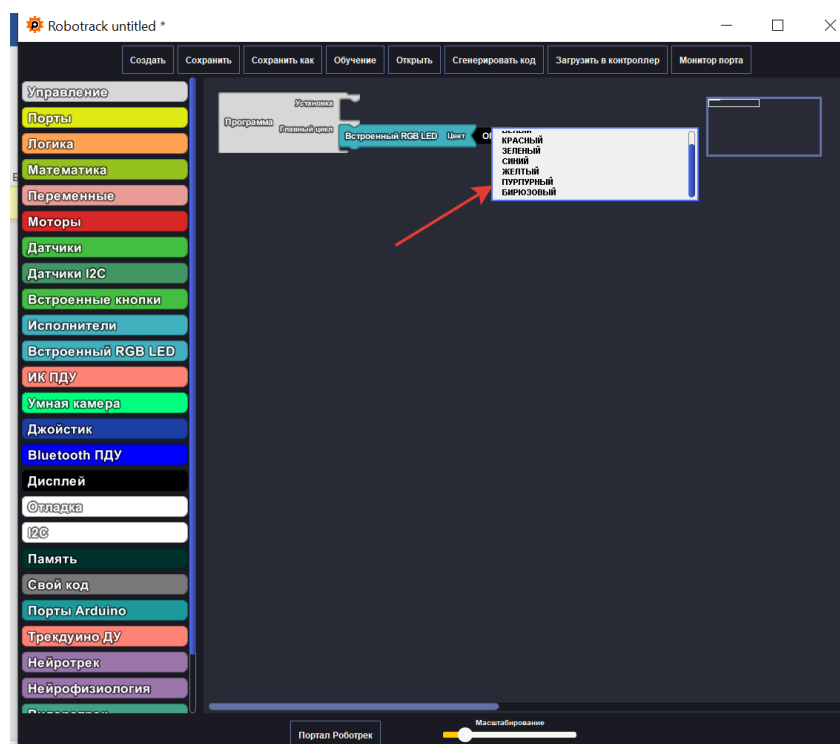 Robotrack untitled *
Создать Сохранить Сохранить как Обучение Открыть Сгенерировать код Загрузить в контроллер Монитор порта
Управление
Порты
Логика
Математика
Переменные
Моторы
Датчики
Датчики I2C
Встроенные кнопки
Исполнители
Встроенный RGB LED
ИК ПДУ
Умная камера
Джойстик
Bluetooth ПДУ
Дисплей
Отладка
I2C
Память
Свой код
Порты Arduino
Трекдуино ДУ
Нейротрек
Нейрофизиология
Установка
Программа
Главный цикл
Встроенный RGB LED Цвет
БЕЛЫЙ
КРАСНЫЙ
ЗЕЛЕНЫЙ
СИНИЙ
ЖЕЛТЫЙ
ПУРПУРНЫЙ
БИРЮЗОВЫЙ
Масштабирование
Портал Роботрек